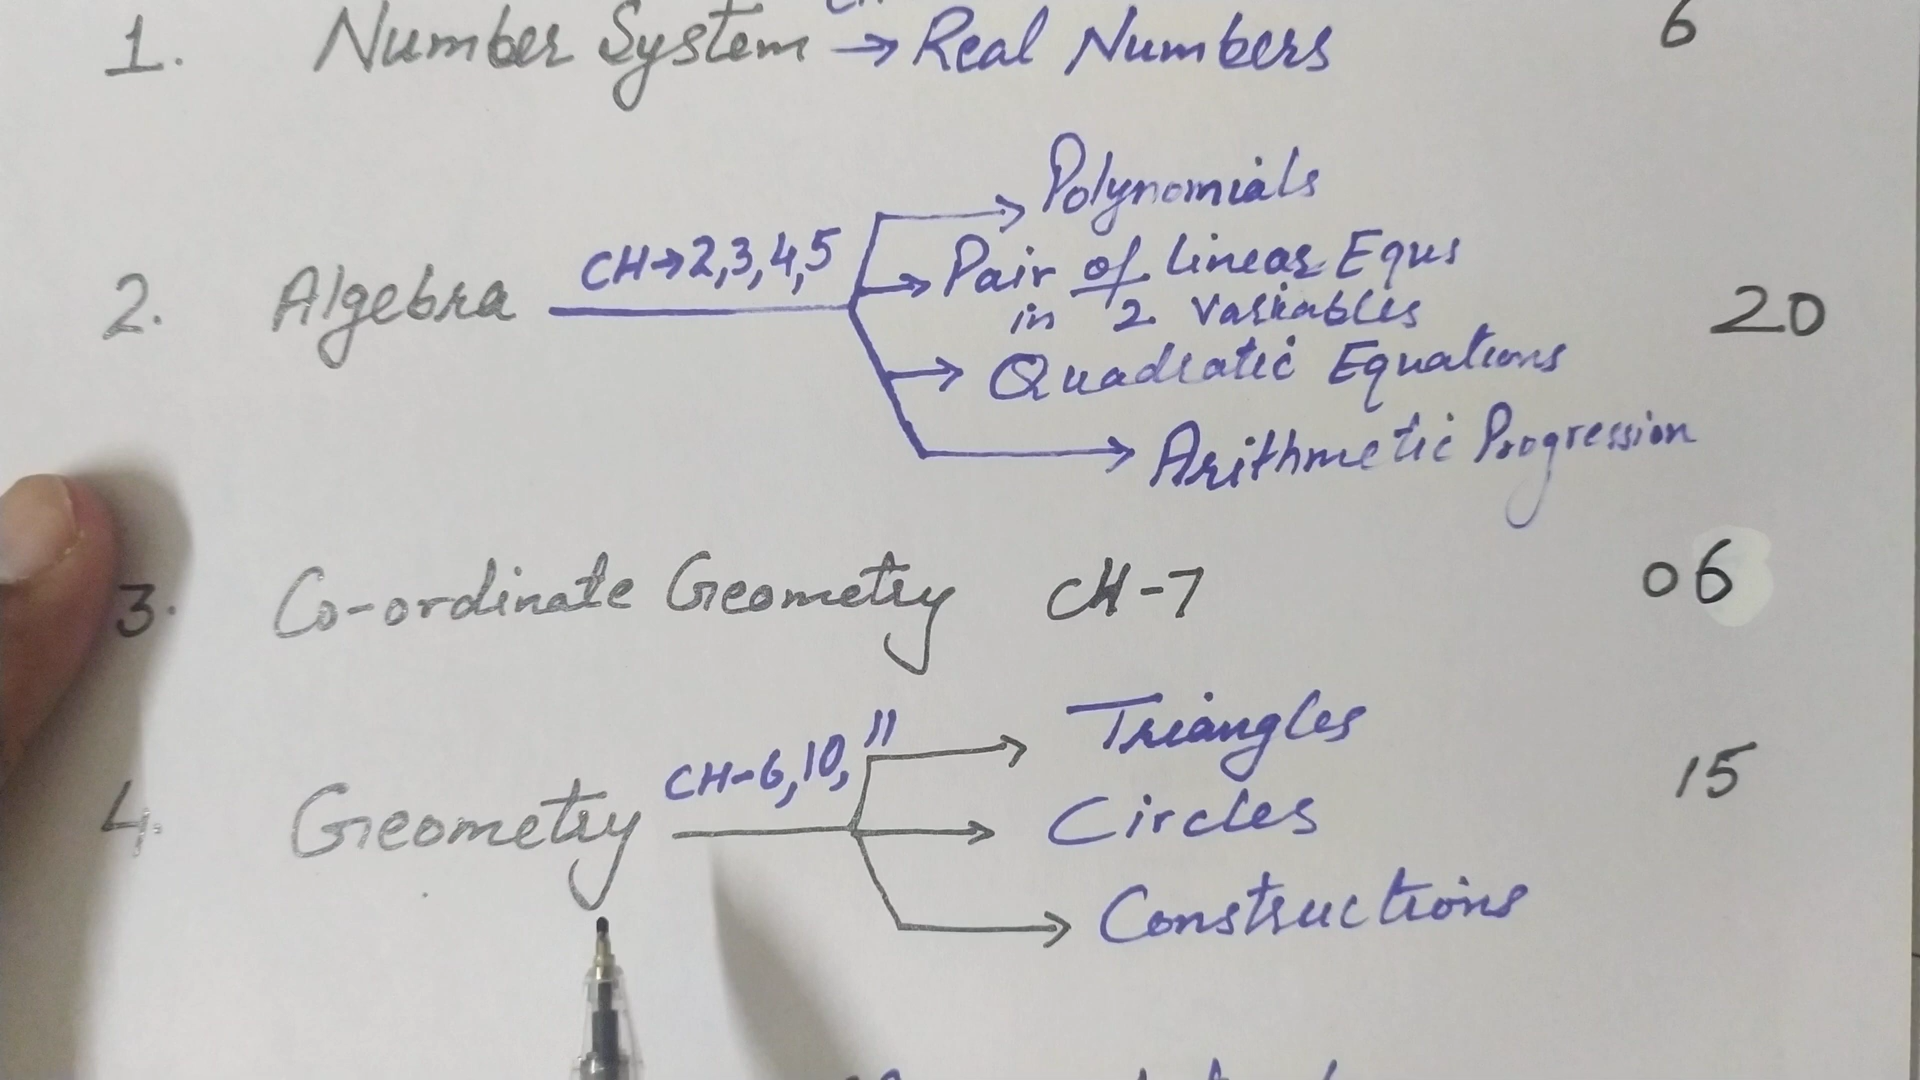 1. Number System → Real Numbers 6
Polynomials
CH→2,3,4,5
Pair of linear Equs
in 2 variables
2. Algebra 20
Quadratic Equations
Arithmetic Progression
3. Co-ordinate Geometry CH-7 06
CH-6,10,11
Triangles
4. Geometry 15
Circles
Constructions